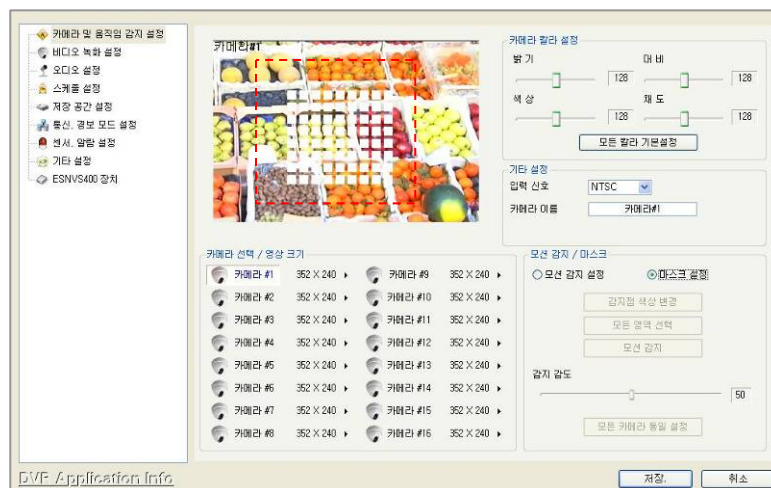 카메라 및 움직임 감지 설정
비디오 녹화 설정
오디오 설정
스케쥴 설정
저장 공간 설정
통신, 경보 모드 설정
센서, 알람 설정
기타 설정
ESNVS400 장치
카메라#1
카메라 칼라 설정
밝 기
128
대 비
128
색 상
128
채 도
128
모든 칼라 기본설정
기타 설정
입력 신호
NTSC
카메라 이름
카메라#1
카메라 선택 / 영상 크기
카메라 #1 352 X 240
카메라 #2 352 X 240
카메라 #3 352 X 240
카메라 #4 352 X 240
카메라 #5 352 X 240
카메라 #6 352 X 240
카메라 #7 352 X 240
카메라 #8 352 X 240
카메라 #9 352 X 240
카메라 #10 352 X 240
카메라 #11 352 X 240
카메라 #12 352 X 240
카메라 #13 352 X 240
카메라 #14 352 X 240
카메라 #15 352 X 240
카메라 #16 352 X 240
모션 감지 / 마스크
모션 감지 설정
마스크 설정
감지점 색상 변경
모든 영역 선택
모션 감지
감지 감도
50
모든 카메라 동일 설정
DVR Application Info
저장.
취소